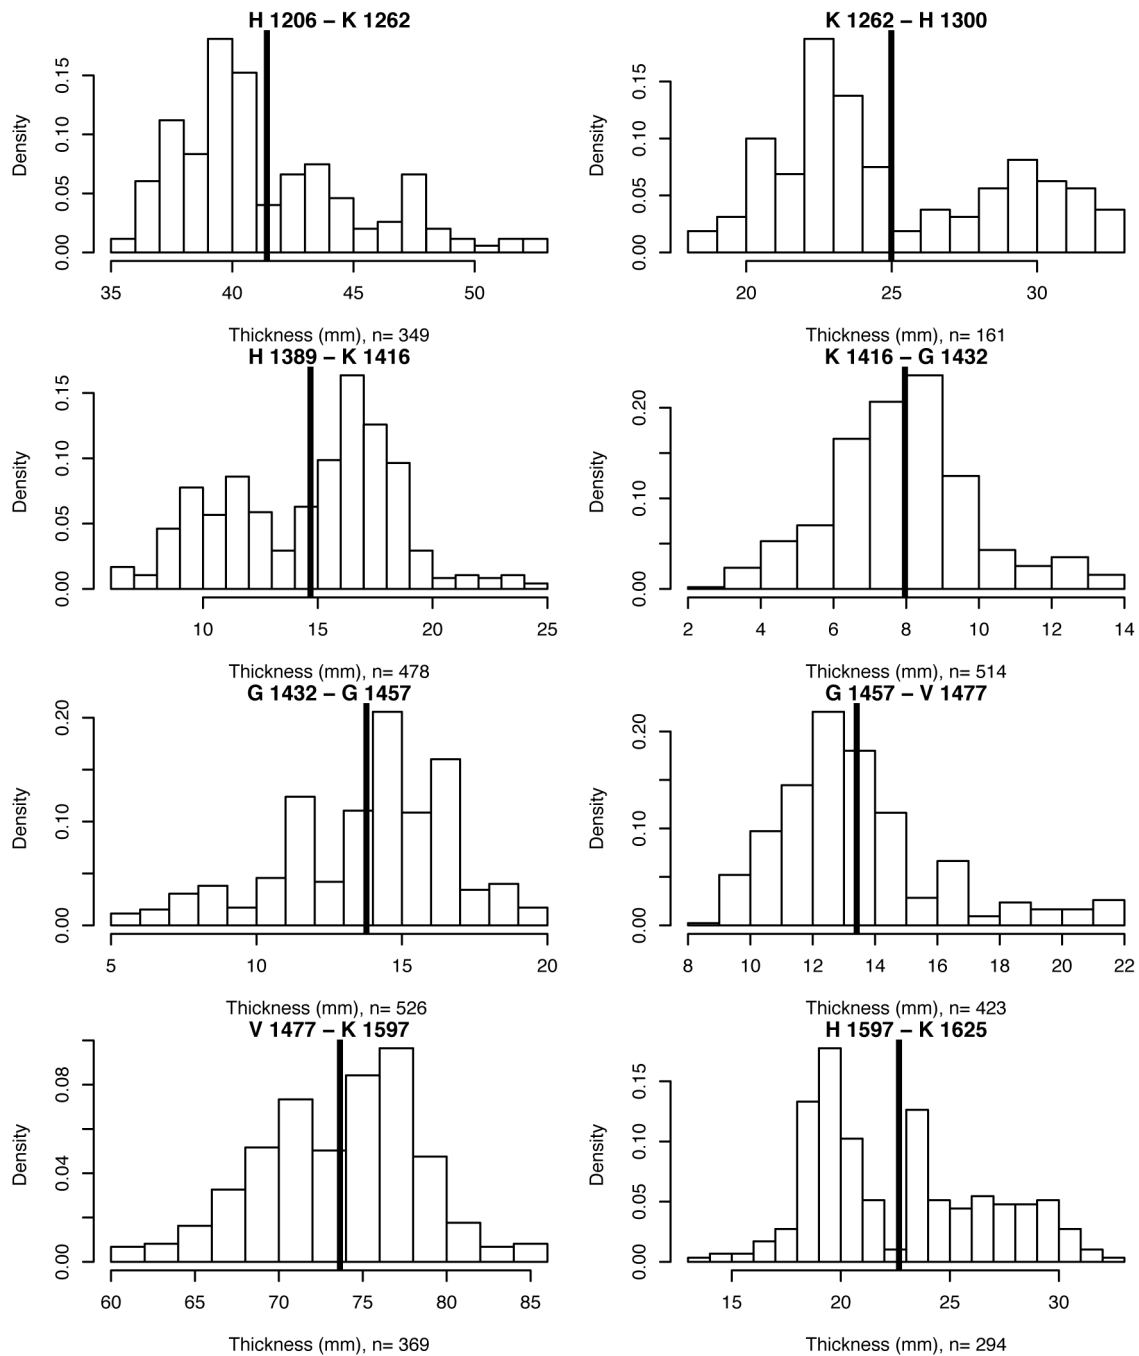 H 1206 – K 1262
Density
0.00 0.05 0.10 0.15
35 40 45 50
Thickness (mm), n= 349
K 1262 – H 1300
Density
0.00 0.05 0.10 0.15
20 25 30
Thickness (mm), n= 161
H 1389 – K 1416
Density
0.00 0.05 0.10 0.15
10 15 20 25
Thickness (mm), n= 478
K 1416 – G 1432
Density
0.00 0.10 0.20
2 4 6 8 10 12 14
Thickness (mm), n= 514
G 1432 – G 1457
Density
0.00 0.10 0.20
5 10 15 20
Thickness (mm), n= 526
G 1457 – V 1477
Density
0.00 0.10 0.20
8 10 12 14 16 18 20 22
Thickness (mm), n= 423
V 1477 – K 1597
Density
0.00 0.04 0.08
60 65 70 75 80 85
Thickness (mm), n= 369
H 1597 – K 1625
Density
0.00 0.05 0.10 0.15
15 20 25 30
Thickness (mm), n= 294